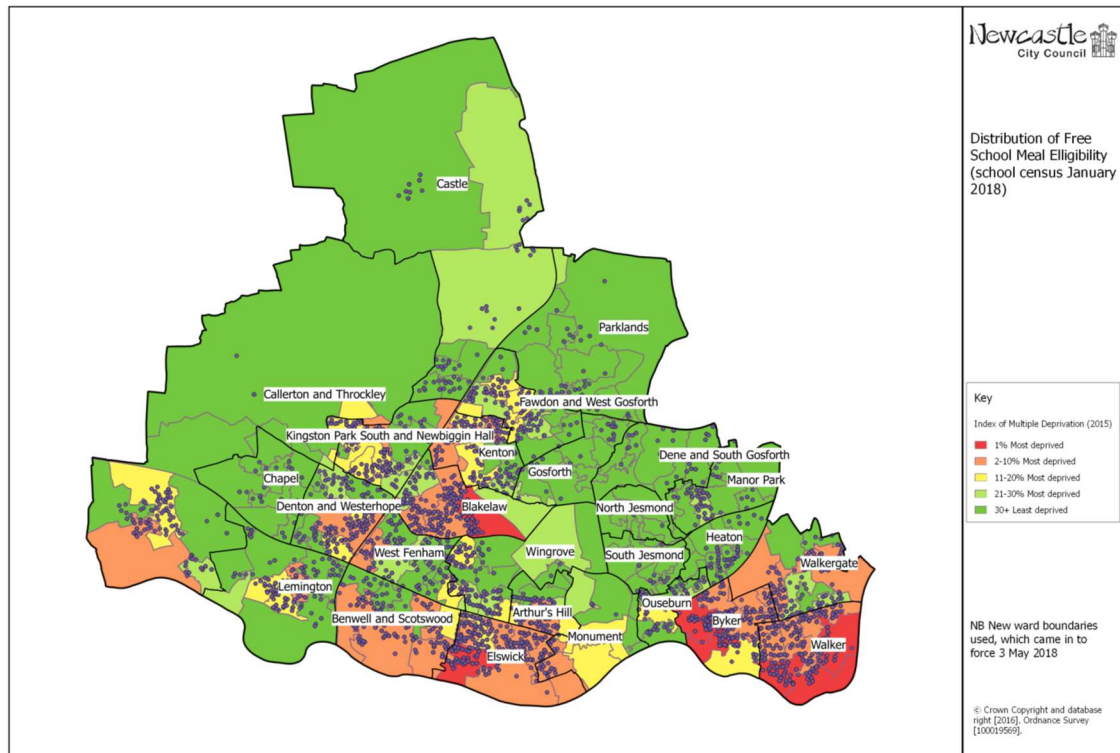 Newcastle
City Council
Distribution of Free
School Meal Elligibility
(school census January
2018)
Castle
Parklands
Callerton and Throckley
Fawdon and West Gosforth
Kingston Park South and Newbiggin Hall
Kenton
Dene and South Gosforth
Gosforth
Chapel
Manor Park
Denton and Westerhope
Blakelaw
North Jesmond
Heaton
West Fenham
Wingrove
South Jesmond
Walkergate
Lemington
Ouseburn
Arthur's Hill
Benwell and Scotswood
Byker
Monument
Walker
Elswick
Key
Index of Multiple Deprivation (2015)
1% Most deprived
2-10% Most deprived
11-20% Most deprived
21-30% Most deprived
30+ Least deprived
NB New ward boundaries
used, which came in to
force 3 May 2018
© Crown Copyright and database
right [2016]. Ordnance Survey
[100019569].